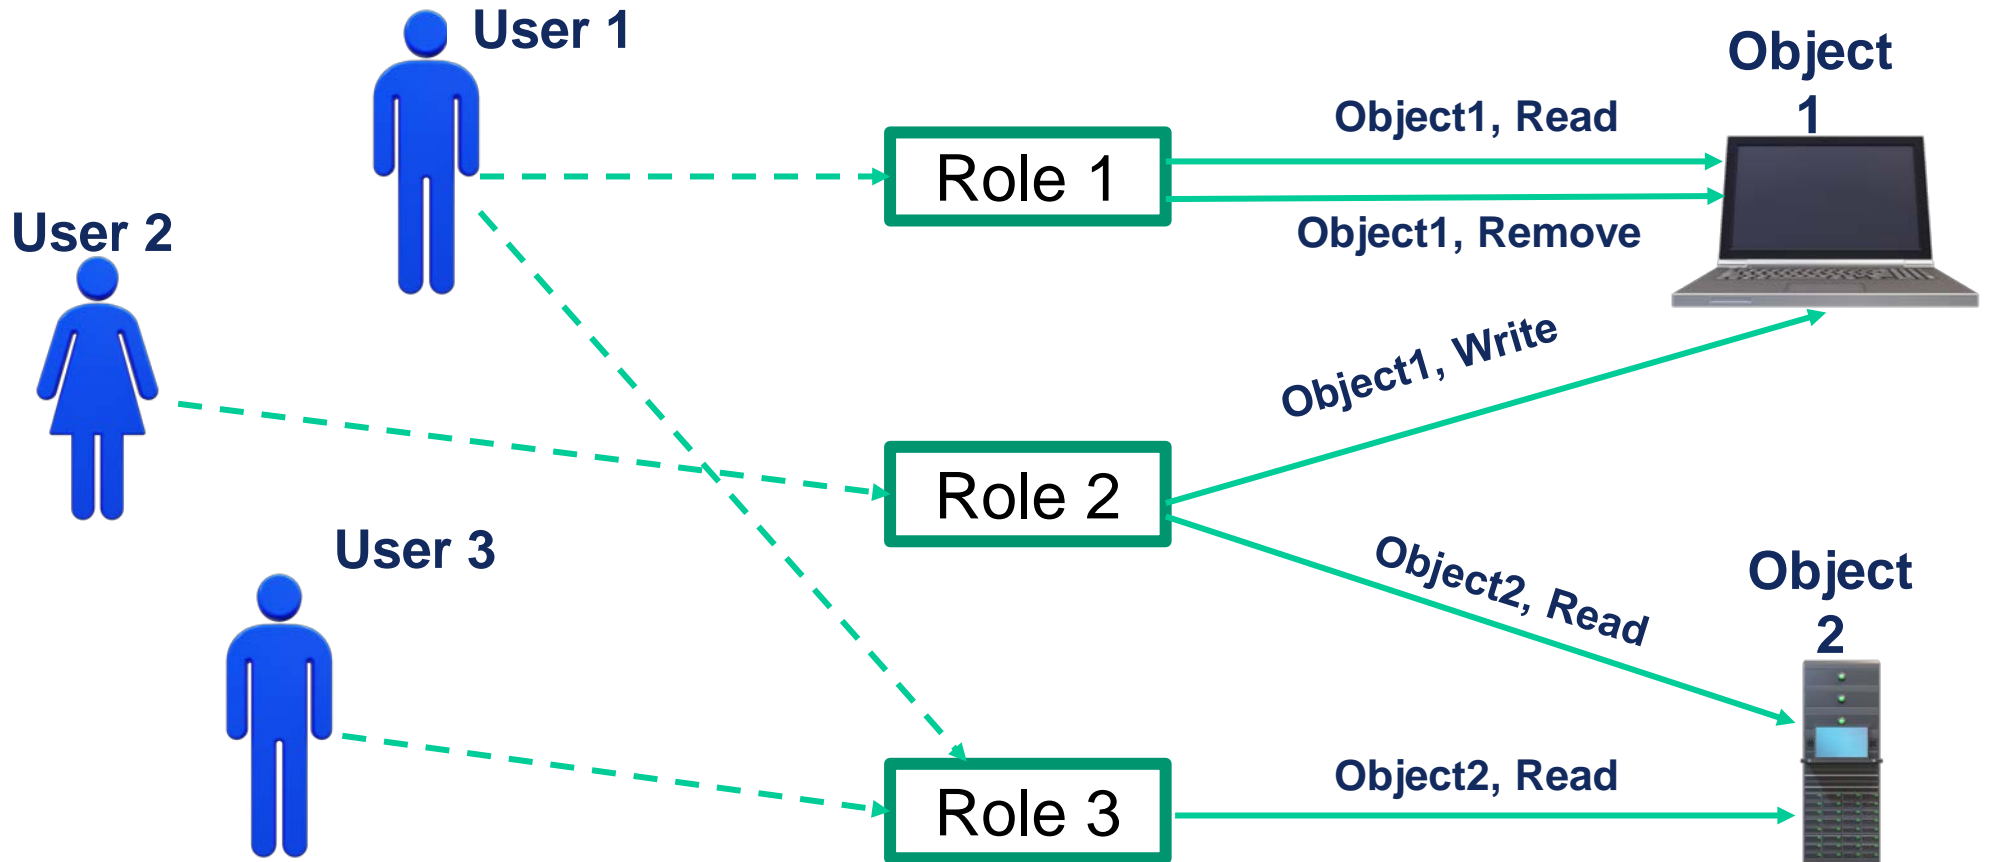 User 1
Object
1
Object1, Read
Role 1
Object1, Remove
User 2
Object1, Write
Role 2
User 3
Object2, Read
Object
2
Object2, Read
Role 3